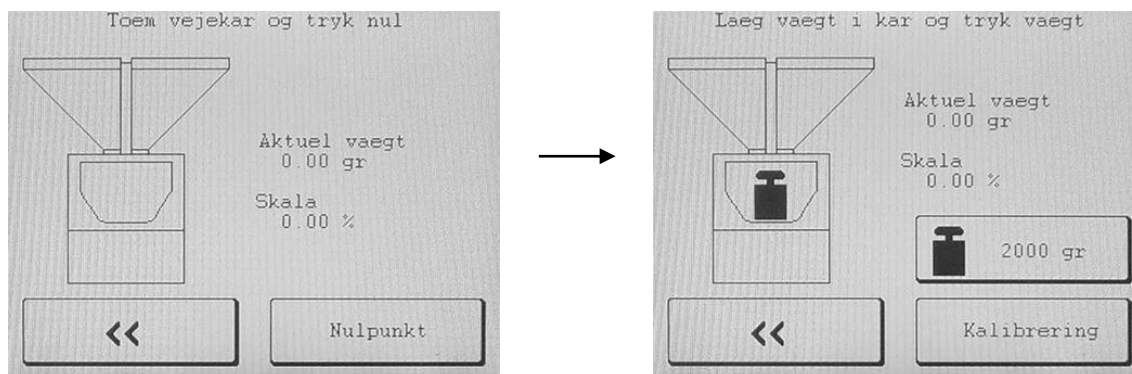 Toem vejekar og tryk nul
Aktuel vaegt
0.00 gr
Skala
0.00 %
<<
Nulpunkt
Laeg vaegt i kar og tryk vaegt
Aktuel vaegt
0.00 gr
Skala
0.00 %
2000 gr
<<
Kalibrering